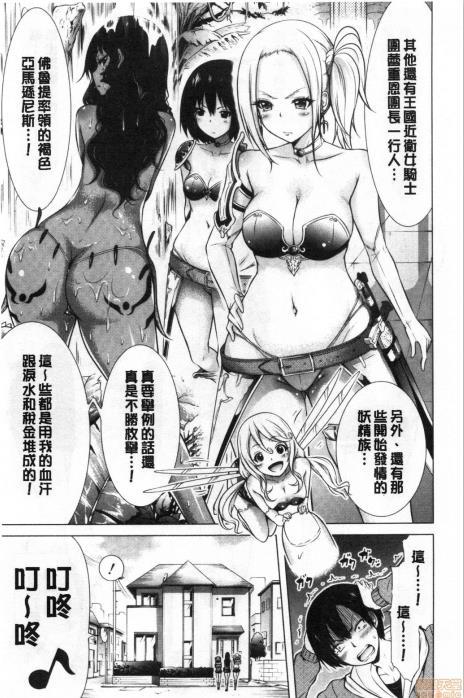 其他還有王國近衛女騎士
團蕾重恩團長一行人…
佛魯提率領的褐色
亞馬遜尼斯…！
另外、還有那
些開始發情的
妖精族…
真要舉例的話還
真是不勝枚舉…！
這～些都是用我的血汗
跟淚水和稅金堆成的！
這～…！
這～
！
叮咚
叮～咚